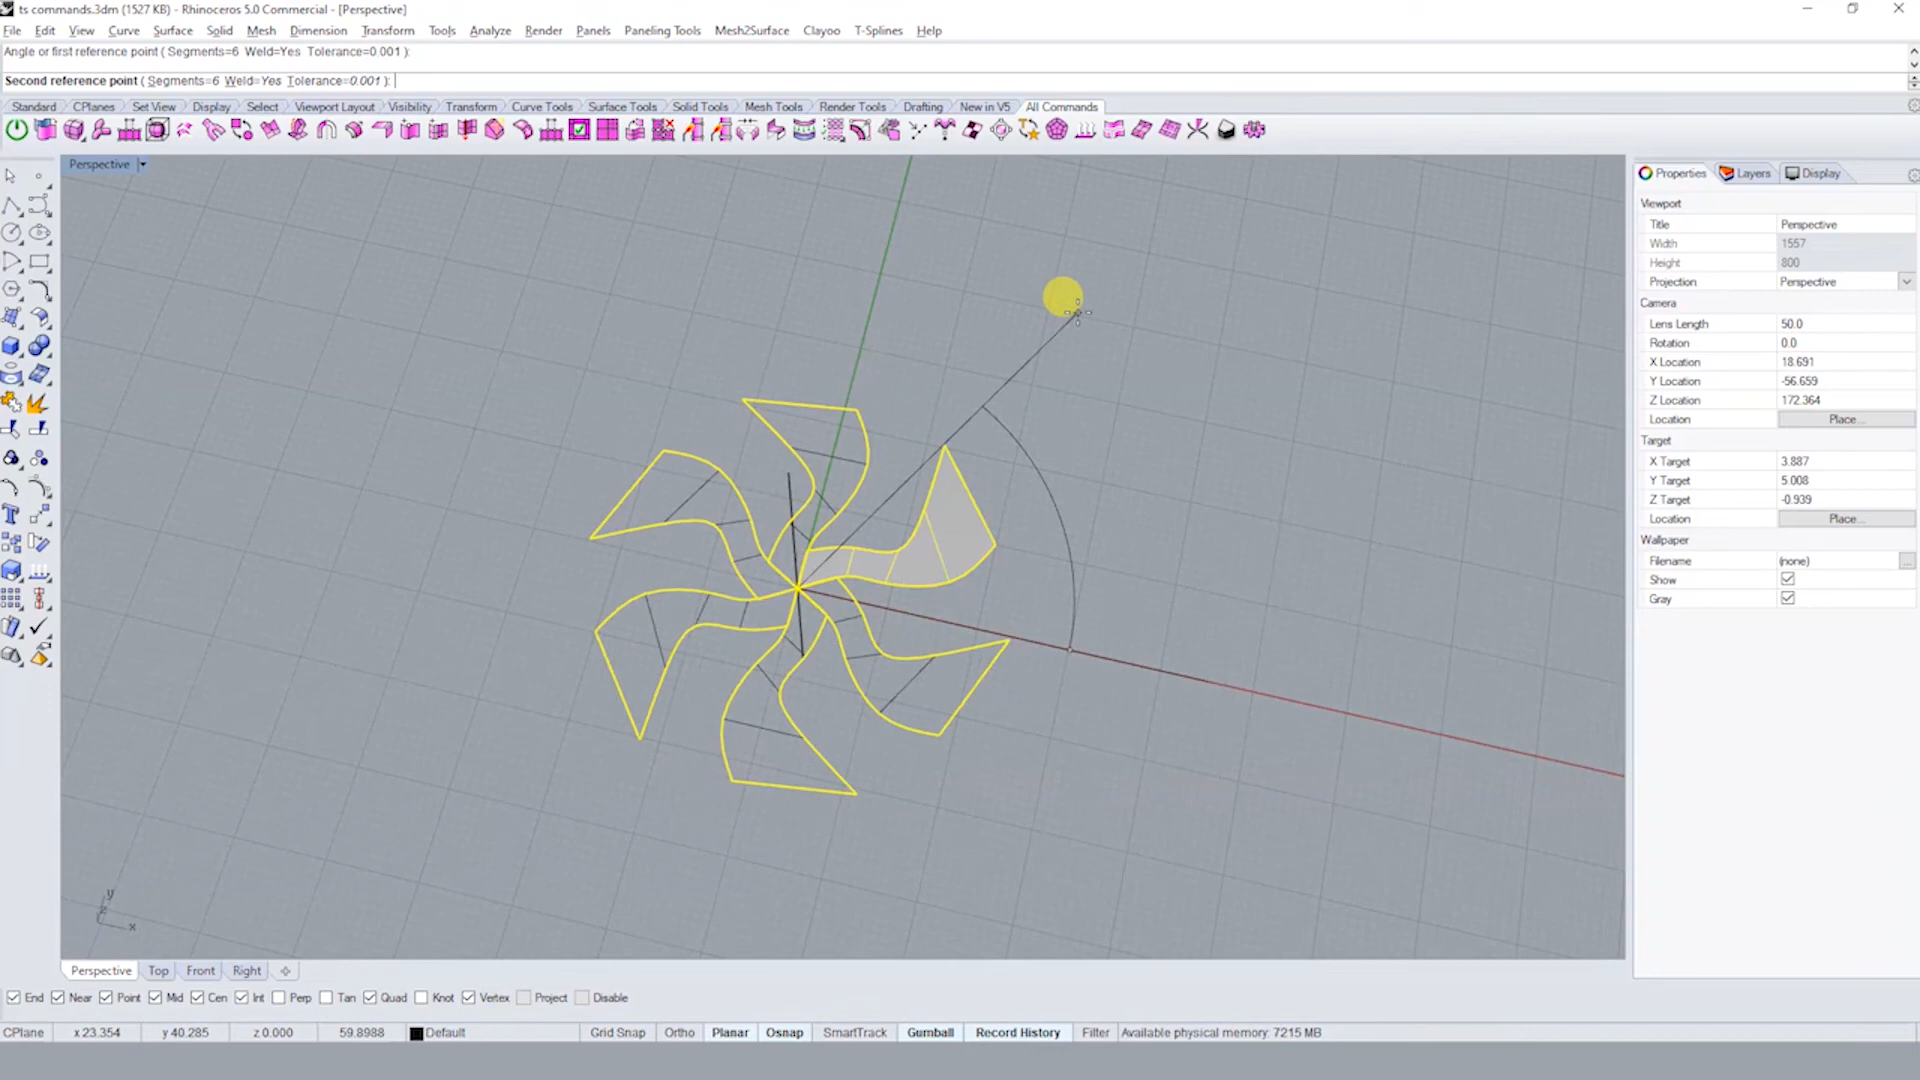 ts commands.3dm (1527 KB) - Rhinoceros 5.0 Commercial - [Perspective]
File Edit View Curve Surface Solid Mesh Dimension Transform Tools Analyze Render Panels Paneling Tools Mesh2Surface Clayoo T-Splines Help
Angle or first reference point ( Segments=6 Weld=Yes Tolerance=0.001 ):
Second reference point ( Segments=6 Weld=Yes Tolerance=0.001 ):
Standard CPlanes Set View Display Select Viewport Layout Visibility Transform Curve Tools Surface Tools Solid Tools Mesh Tools Render Tools Drafting New in V5 All Commands
Perspective
Properties Layers Display
Viewport
Title Perspective
Width 1557
Height 800
Projection Perspective
Camera
Lens Length 50.0
Rotation 0.0
X Location 18.691
Y Location -56.659
Z Location 172.364
Location Place...
Target
X Target 3.887
Y Target 5.008
Z Target -0.939
Location Place...
Wallpaper
Filename (none) ...
Show
Gray
y
z
x
Perspective Top Front Right
End Near Point Mid Cen Int Perp Tan Quad Knot Vertex Project Disable
CPlane x 23.354 y 40.285 z 0.000 59.8988 Default Grid Snap Ortho Planar Osnap SmartTrack Gumball Record History Filter Available physical memory: 7215 MB